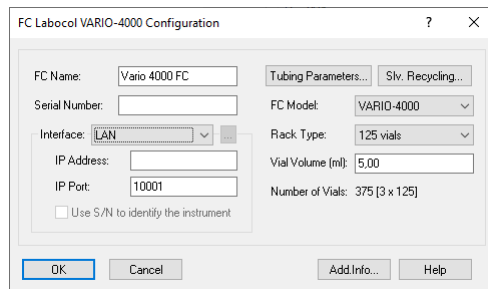 FC Labocol VARIO-4000 Configuration ? ×
FC Name: Vario 4000 FC
Serial Number:
Interface: LAN ...
IP Address:
IP Port: 10001
Use S/N to identify the instrument
Tubing Parameters... Slv. Recycling...
FC Model: VARIO-4000
Rack Type: 125 vials
Vial Volume (ml): 5,00
Number of Vials: 375 [3 x 125]
OK Cancel Add.Info... Help